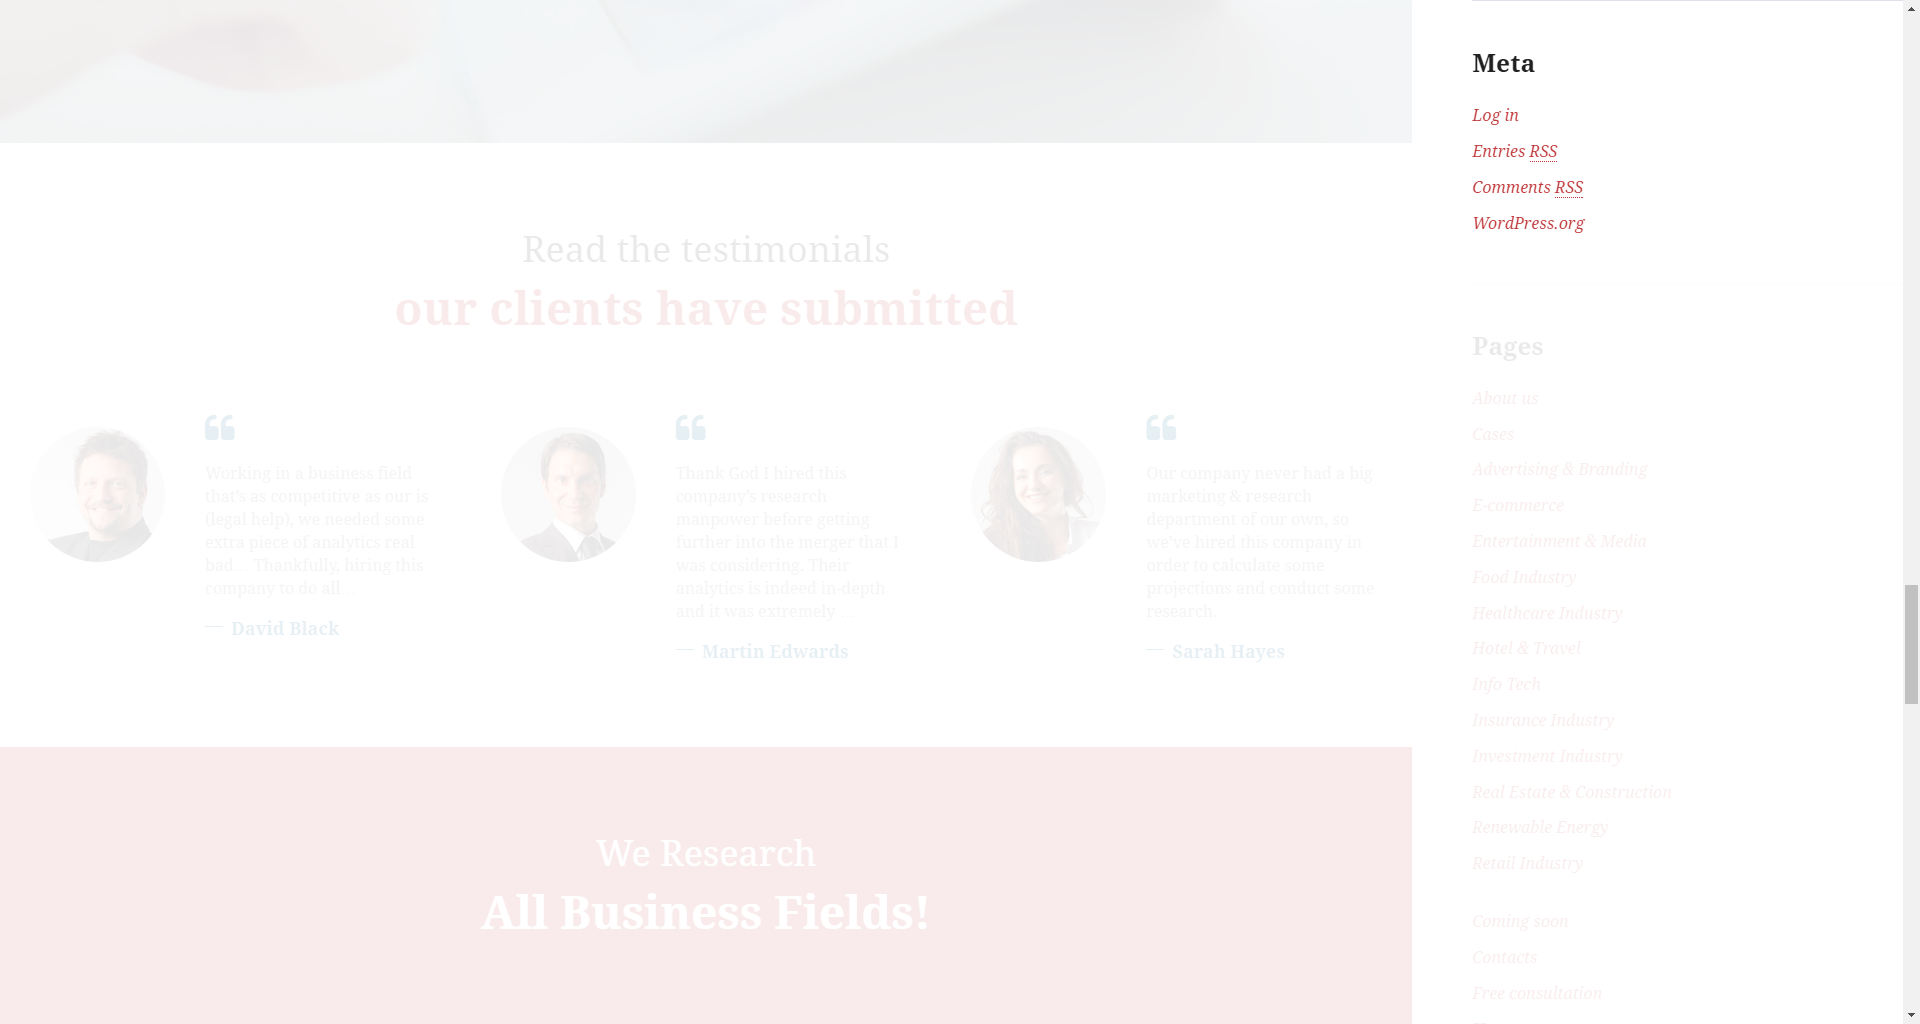 Read the testimonials
our clients have submitted
Working in a business field
that's as competitive as our is
(legal help), we needed some
extra piece of analytics real
bad… Thankfully, hiring this
company to do all
— David Black
Thank God I hired this
company's research
manpower before getting
further into the merger that I
was considering. Their
analytics is indeed in-depth
and it was extremely
— Martin Edwards
Our company never had a big
marketing & research
department of our own, so
we've hired this company in
order to calculate some
projections and conduct some
research.
— Sarah Hayes
We Research
All Business Fields!
Meta
Log in
Entries RSS
Comments RSS
WordPress.org
Pages
About us
Cases
Advertising & Branding
E-commerce
Entertainment & Media
Food Industry
Healthcare Industry
Hotel & Travel
Info Tech
Insurance Industry
Investment Industry
Real Estate & Construction
Renewable Energy
Retail Industry
Coming soon
Contacts
Free consultation